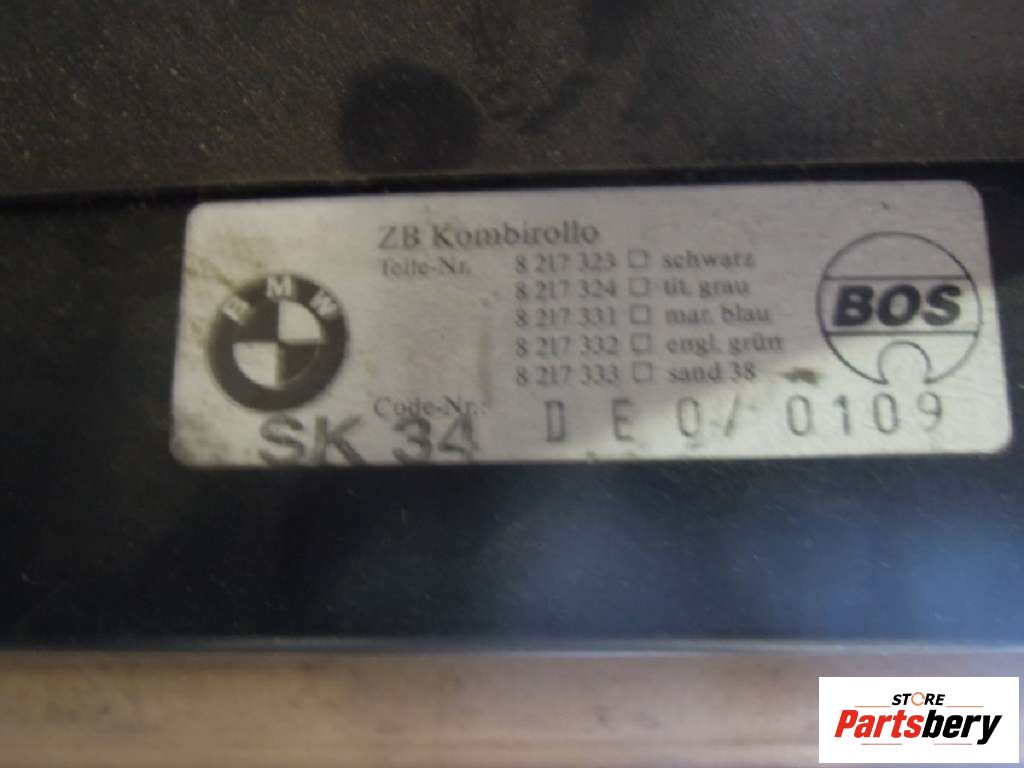 ZB Kombirollo
Teile-Nr. 8 217 323 □ schwarz
8 217 324 □ tit. grau
8 217 331 □ mar. blau
8 217 332 □ engl. grün
8 217 333 □ sand 38
BMW
BOS
Code-Nr.: D E 0/ 0109
SK 34
STORE
Partsbery